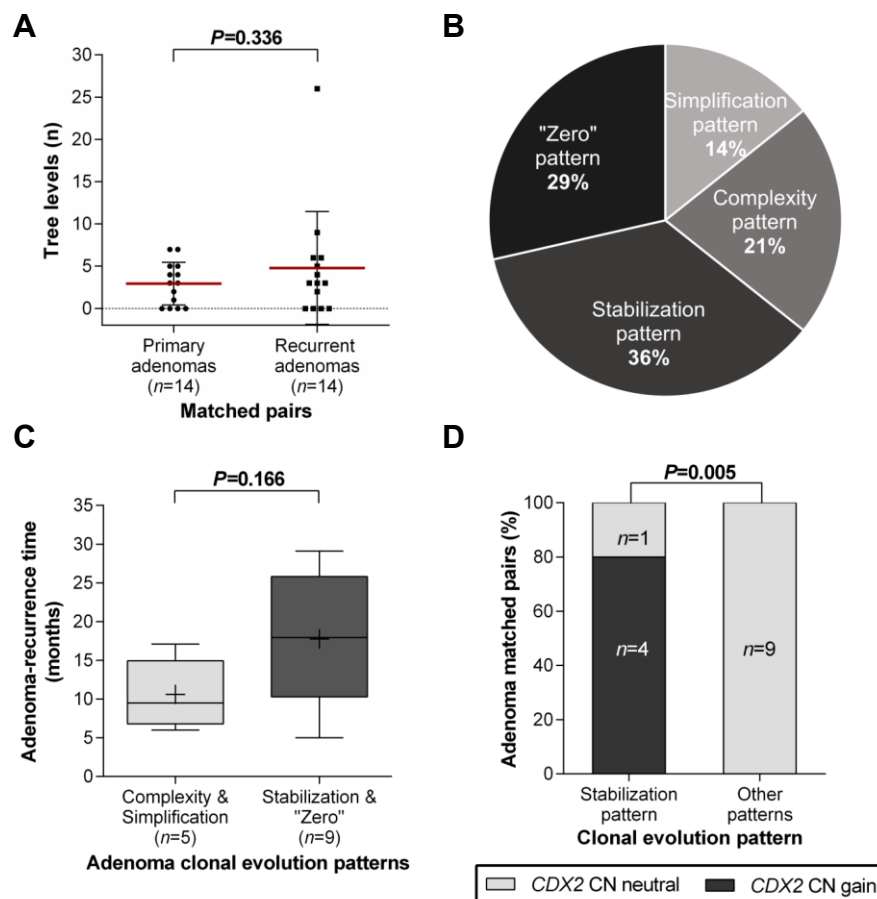 A
P=0.336
Tree levels (n)
30
25
20
15
10
5
0
Primary
adenomas
(n=14)
Recurrent
adenomas
(n=14)
Matched pairs
B
Simplification
pattern
14%
Complexity
pattern
21%
Stabilization
pattern
36%
"Zero"
pattern
29%
C
P=0.166
Adenoma-recurrence time
(months)
35
30
25
20
15
10
5
0
Complexity &
Simplification
(n=5)
Stabilization &
"Zero"
(n=9)
Adenoma clonal evolution patterns
D
P=0.005
Adenoma matched pairs (%)
100
80
60
40
20
0
n=1
n=4
n=9
Stabilization
pattern
Other
patterns
Clonal evolution pattern
CDX2 CN neutral
CDX2 CN gain